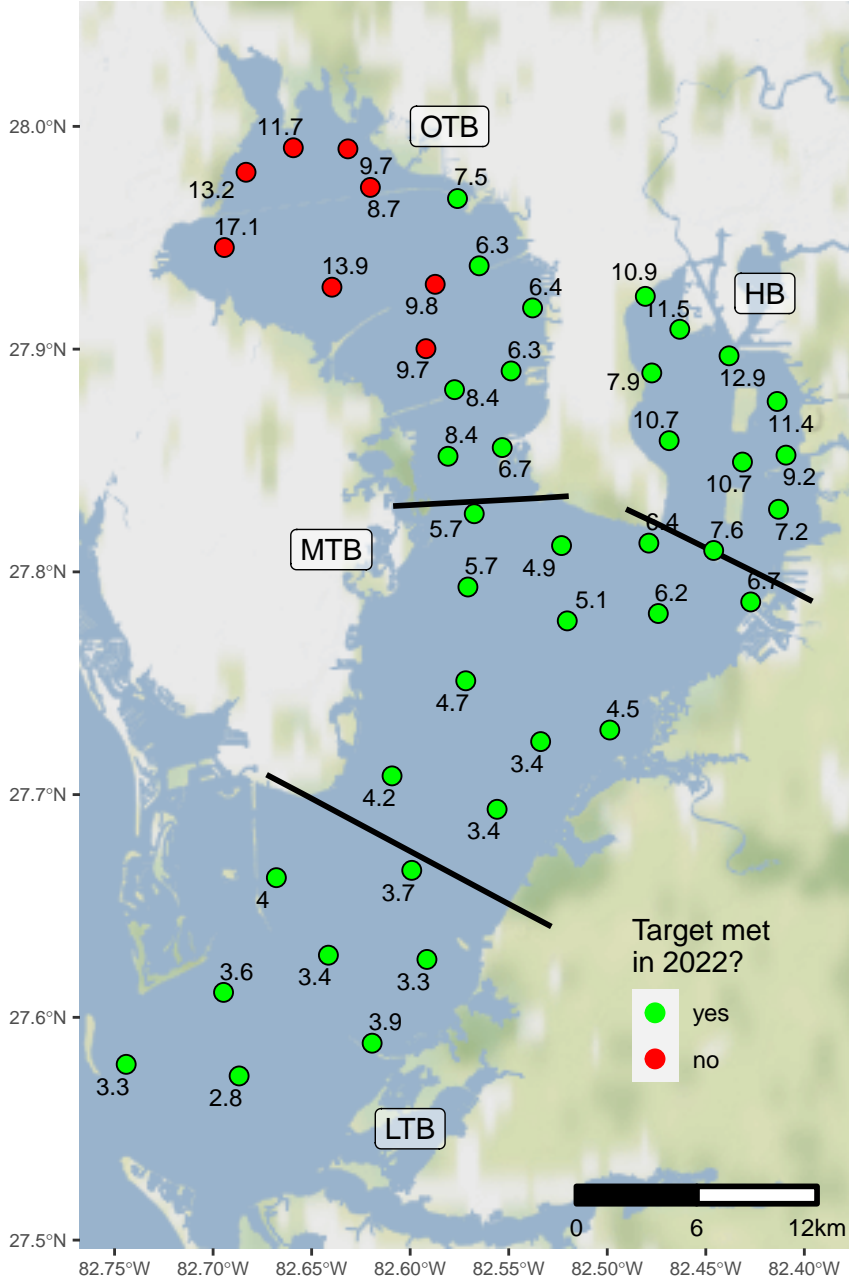 28.0°N
27.9°N
27.8°N
27.7°N
27.6°N
27.5°N
OTB
11.7
9.7
13.2
8.7
7.5
17.1
13.9
6.3
9.8
6.4
10.9
HB
11.5
9.7
6.3
7.9
12.9
8.4
11.4
8.4
6.7
10.7
10.7
9.2
5.7
6.4
7.6
7.2
MTB
4.9
5.7
5.1
6.2
6.7
4.7
4.5
3.4
4.2
3.4
4
3.7
3.4
3.3
3.6
3.9
3.3
2.8
LTB
Target met
in 2022?
yes
no
0 6 12km
82.75°W 82.70°W 82.65°W 82.60°W 82.55°W 82.50°W 82.45°W 82.40°W